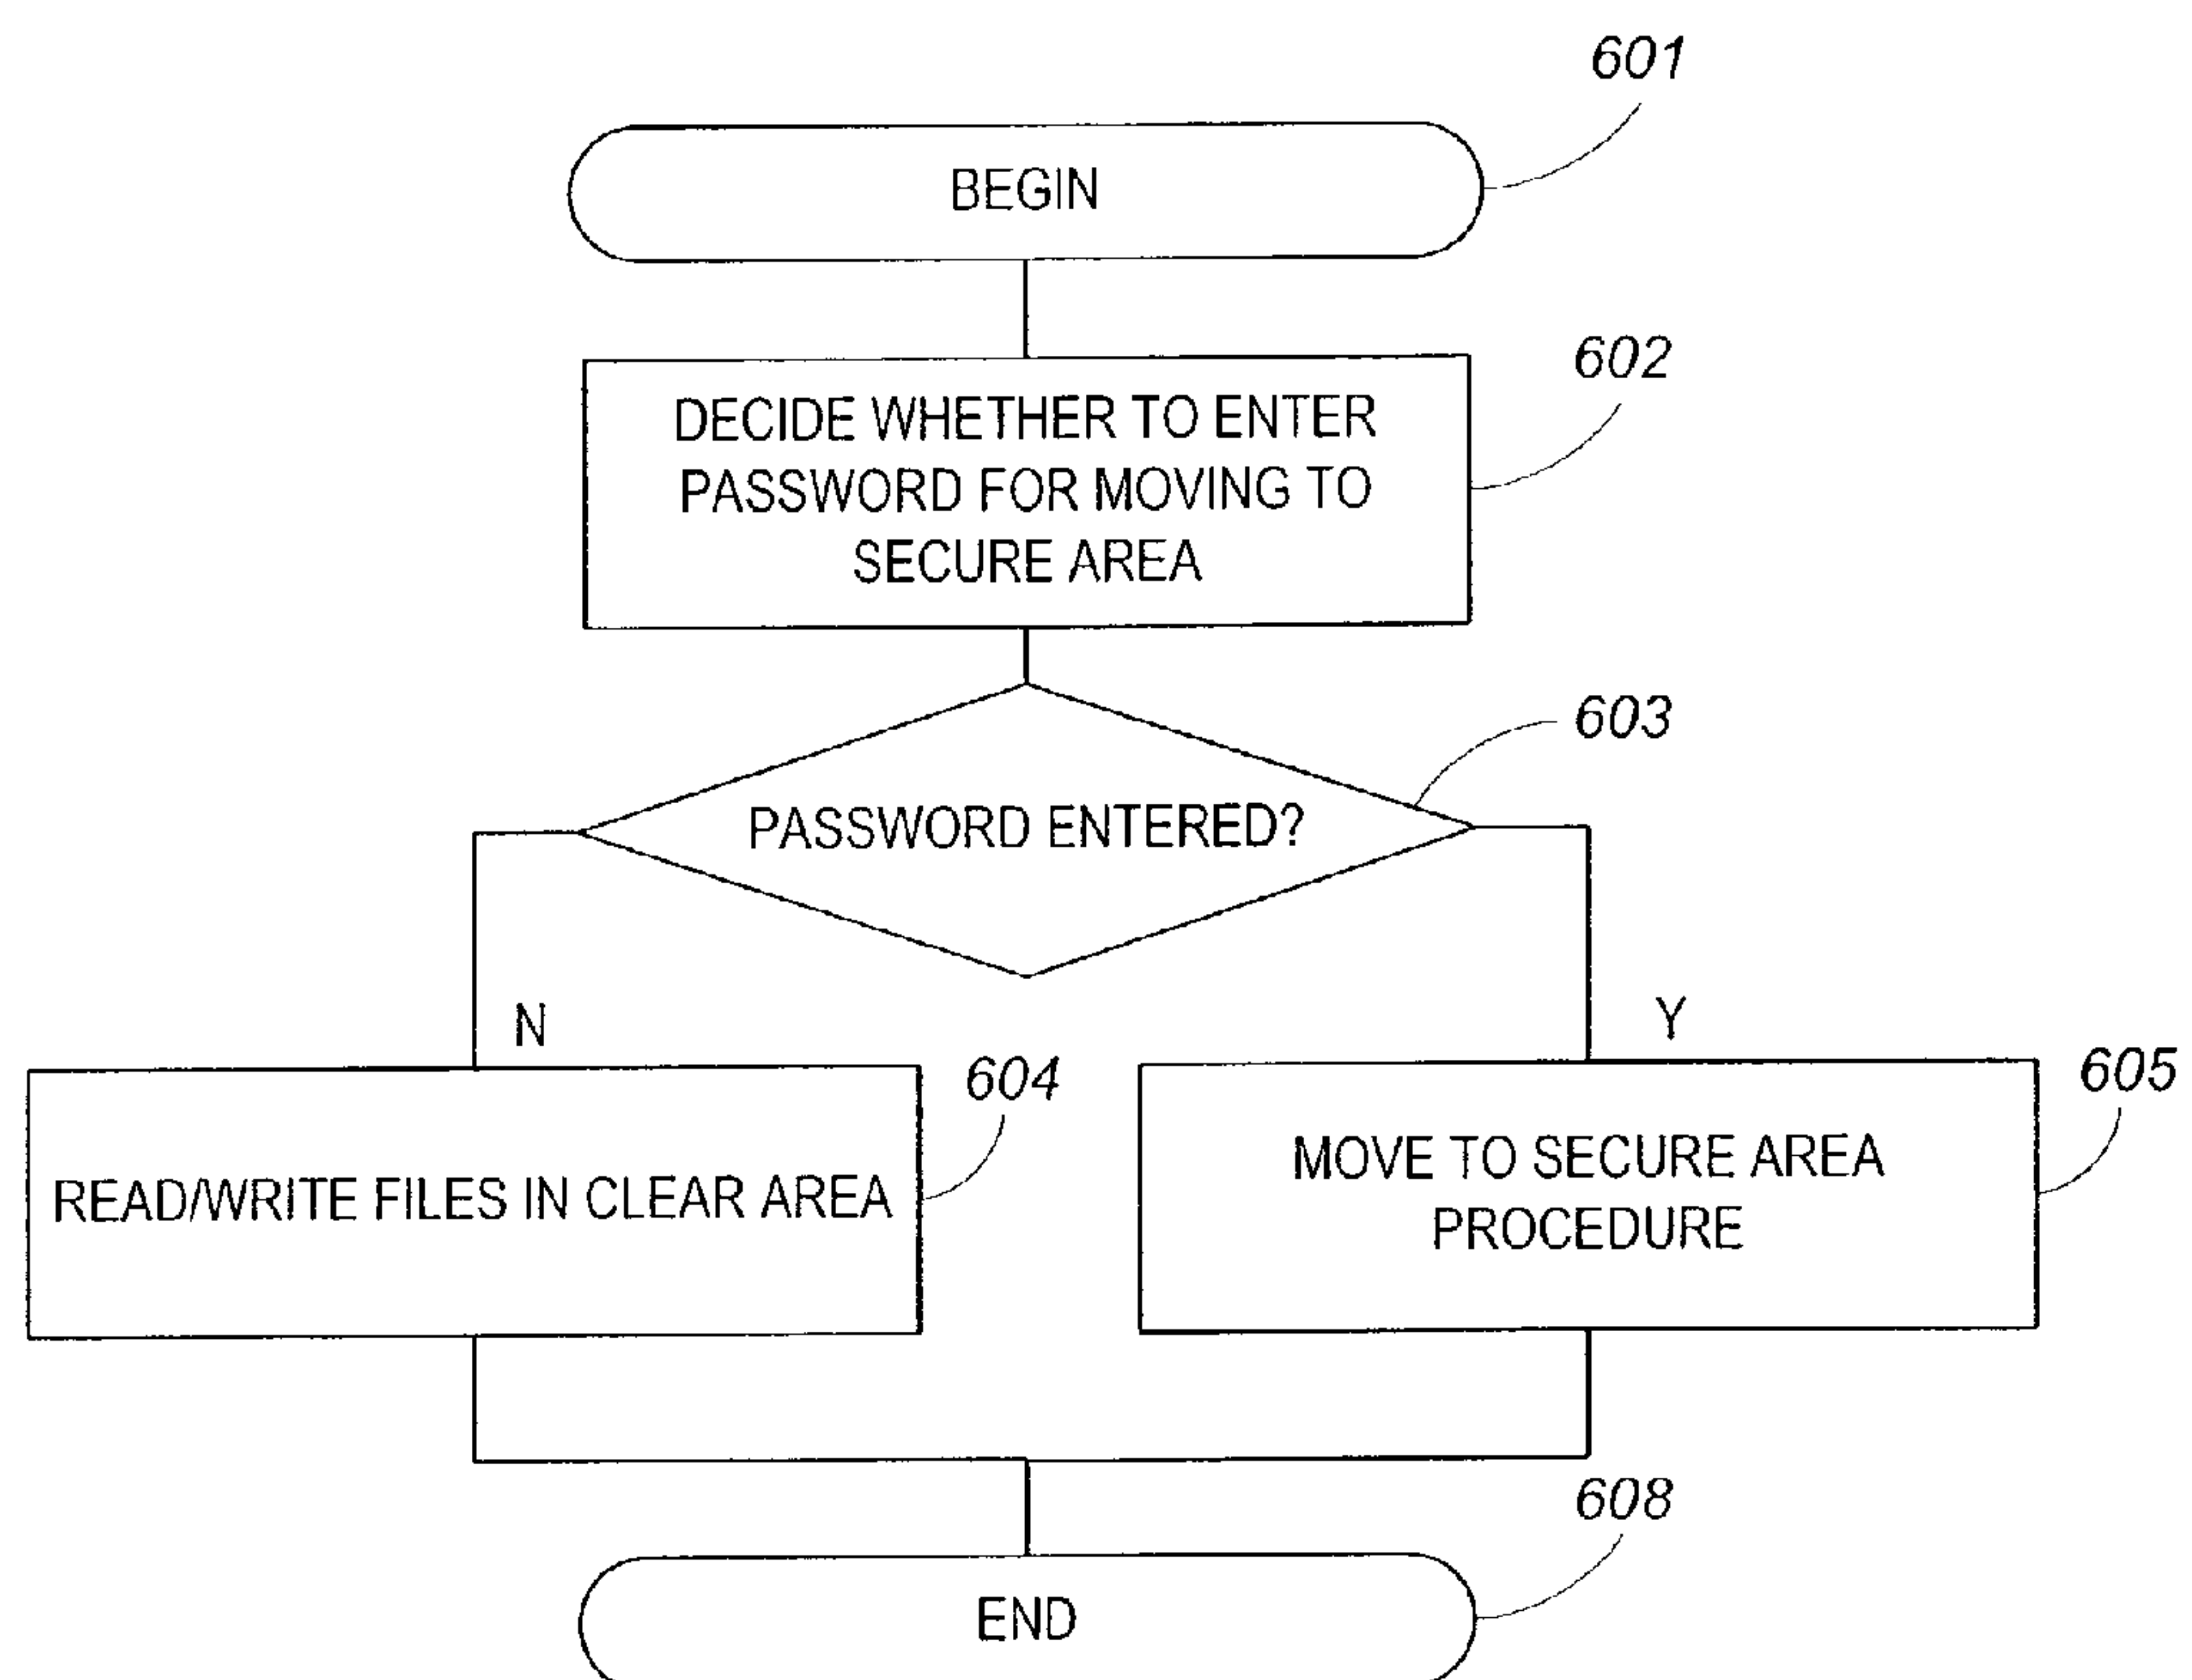 601
BEGIN
602
DECIDE WHETHER TO ENTER
PASSWORD FOR MOVING TO
SECURE AREA
603
PASSWORD ENTERED?
N
Y
604
605
READ/WRITE FILES IN CLEAR AREA
MOVE TO SECURE AREA
PROCEDURE
608
END